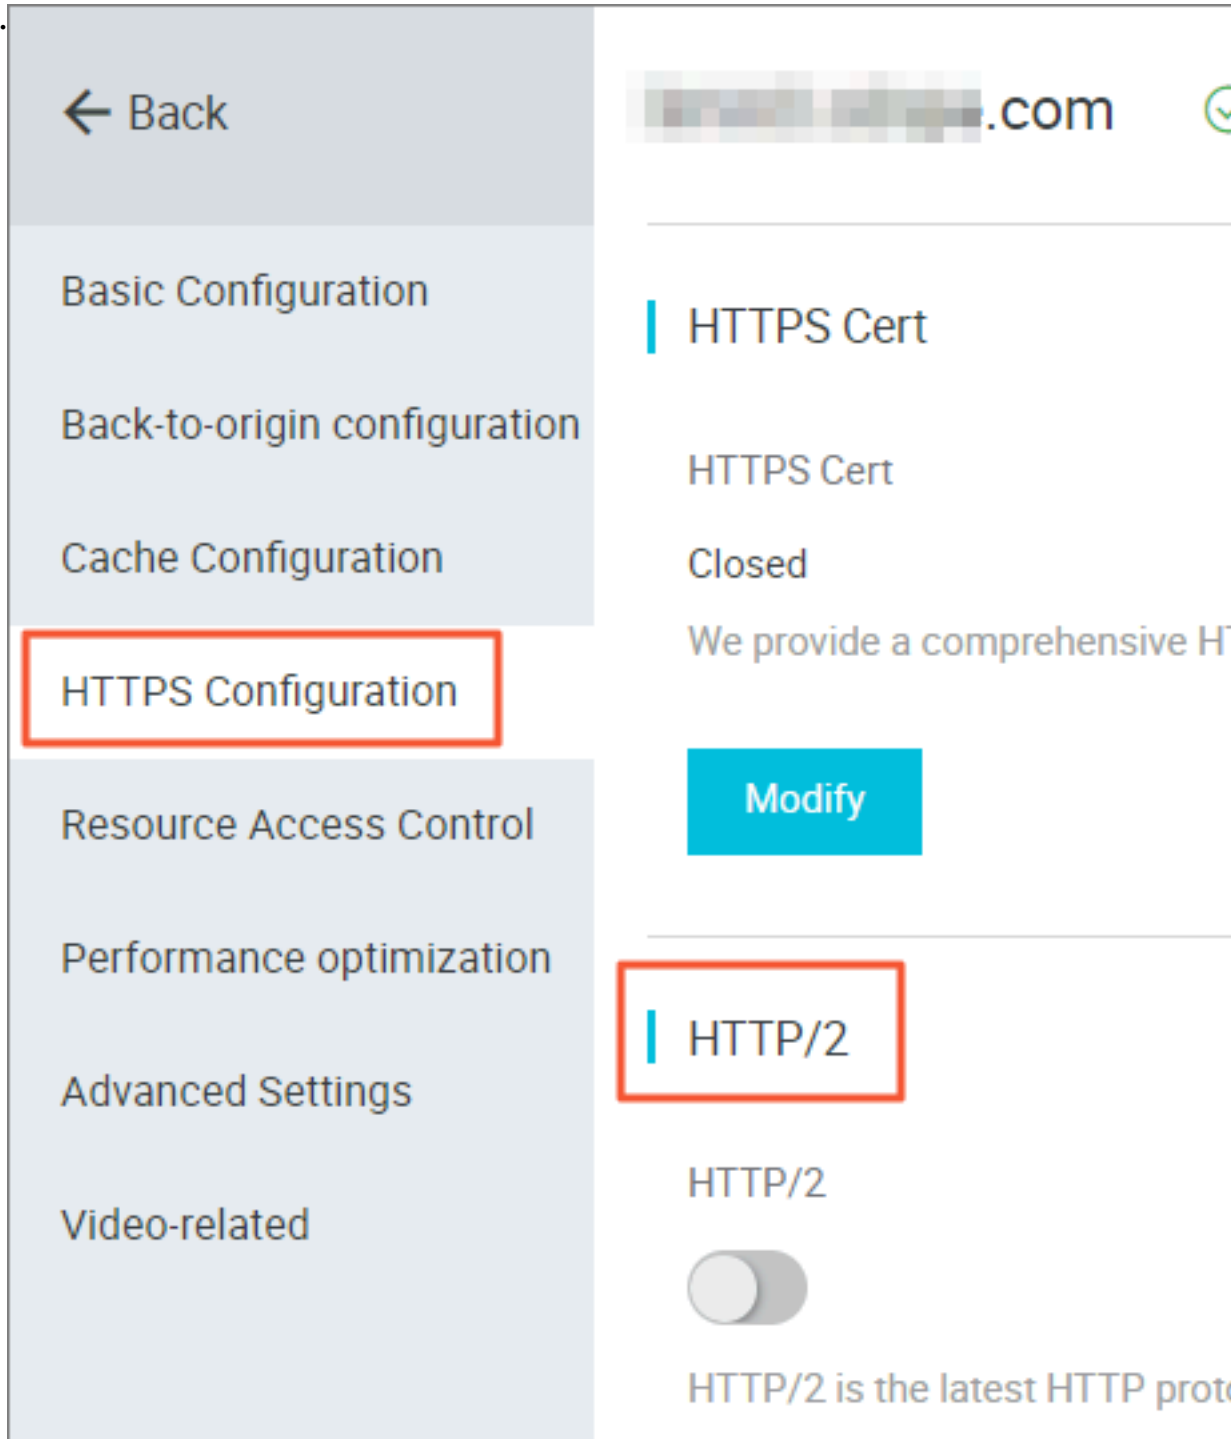 ← Back
Basic Configuration
Back-to-origin configuration
Cache Configuration
HTTPS Configuration
Resource Access Control
Performance optimization
Advanced Settings
Video-related
.com
HTTPS Cert
HTTPS Cert
Closed
We provide a comprehensive
Modify
HTTP/2
HTTP/2
HTTP/2 is the latest HTTP